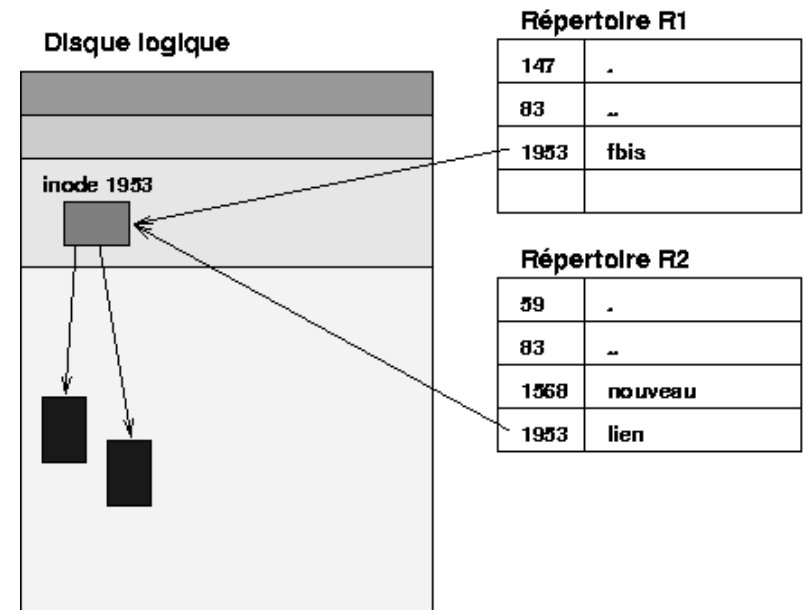 Disque logique
inode 1953
Répertoire R1
147 .
83 ..
1953 fbis
Répertoire R2
59 .
83 ..
1568 nouveau
1953 lien